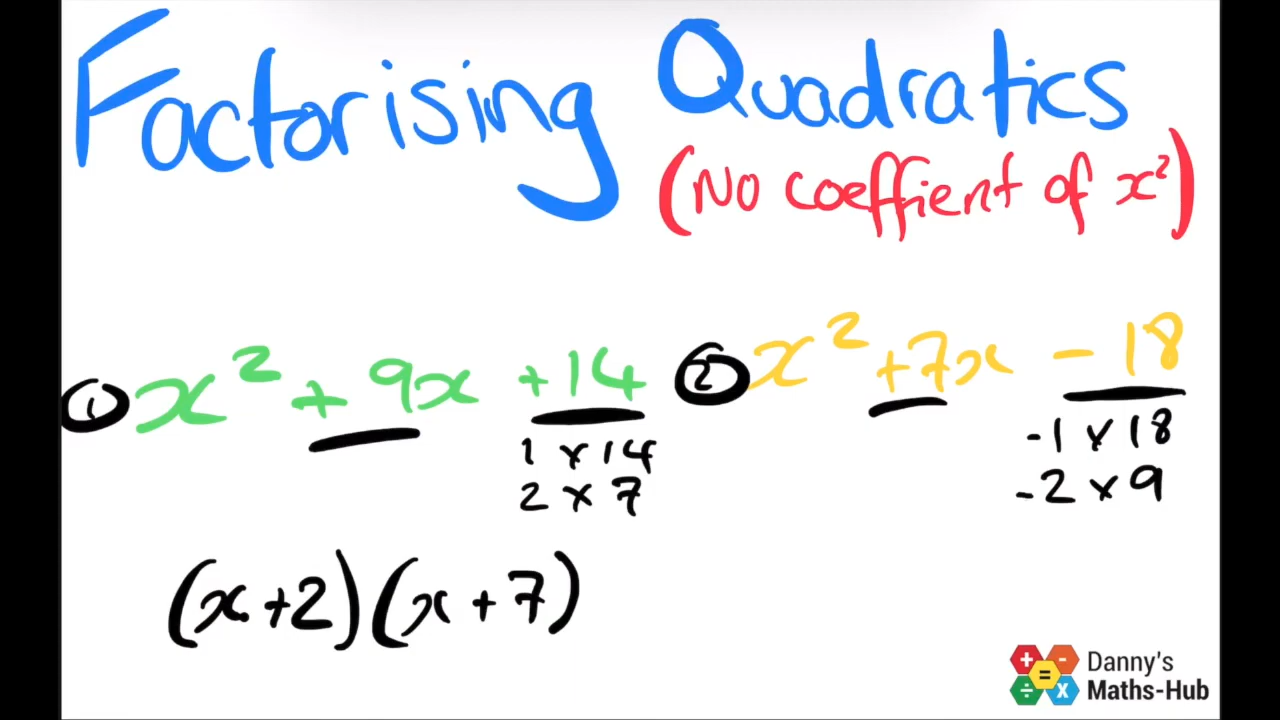 Factorising Quadratics
(No coeffient of x²)
① x² + 9x + 14
1 × 14
2 × 7
(x+2)(x+7)
② x² +7x - 18
-1 × 18
-2 × 9
+ -
=
÷ x
Danny's
Maths-Hub